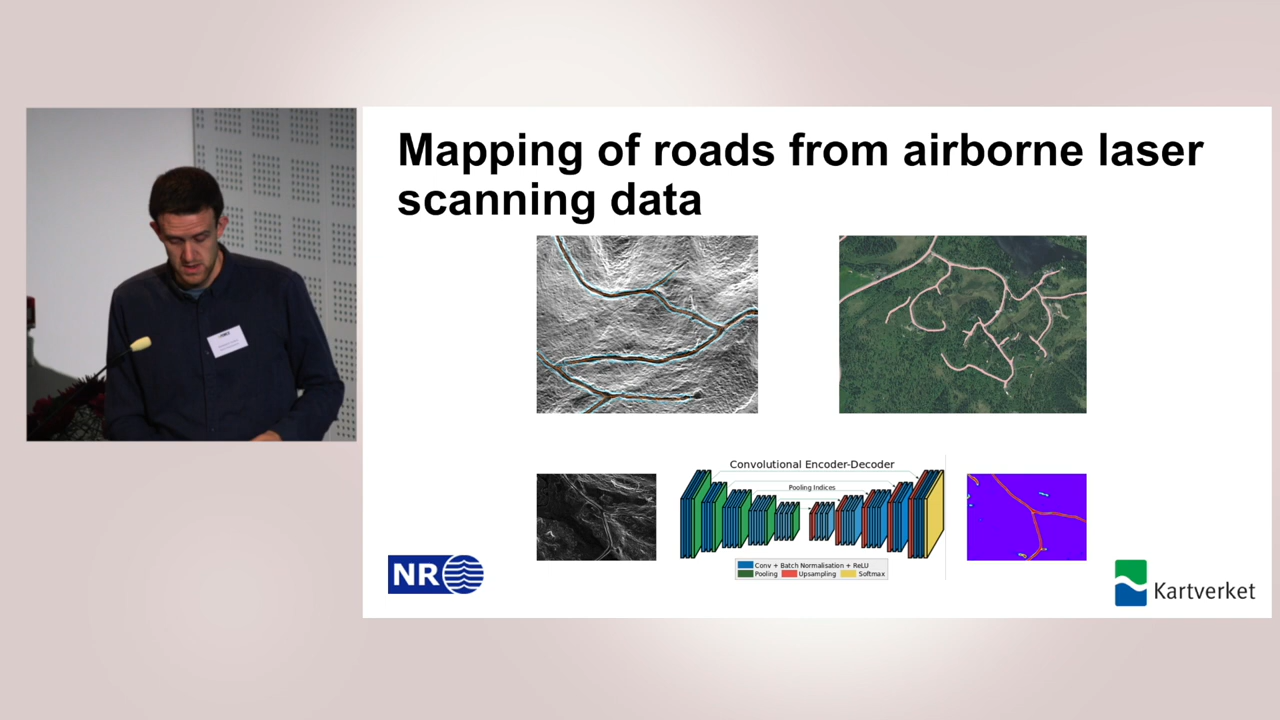 Mapping of roads from airborne laser
scanning data
Convolutional Encoder-Decoder
Pooling Indices
Conv + Batch Normalisation + ReLU
Pooling Upsampling Softmax
NR
Kartverket